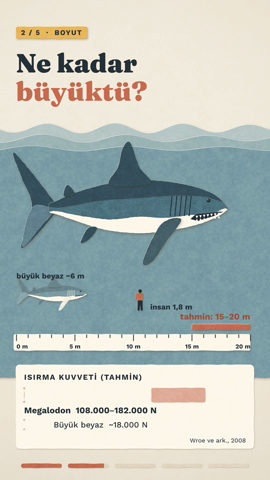 2 / 5 · BOYUT
Ne kadar
büyüktü?
büyük beyaz ~6 m
insan 1,8 m
tahmin: 15–20 m
0 m 5 m 10 m 15 m 20 m
ISIRMA KUVVETİ (TAHMİN)
Megalodon 108.000–182.000 N
Büyük beyaz ~18.000 N
Wroe ve ark., 2008